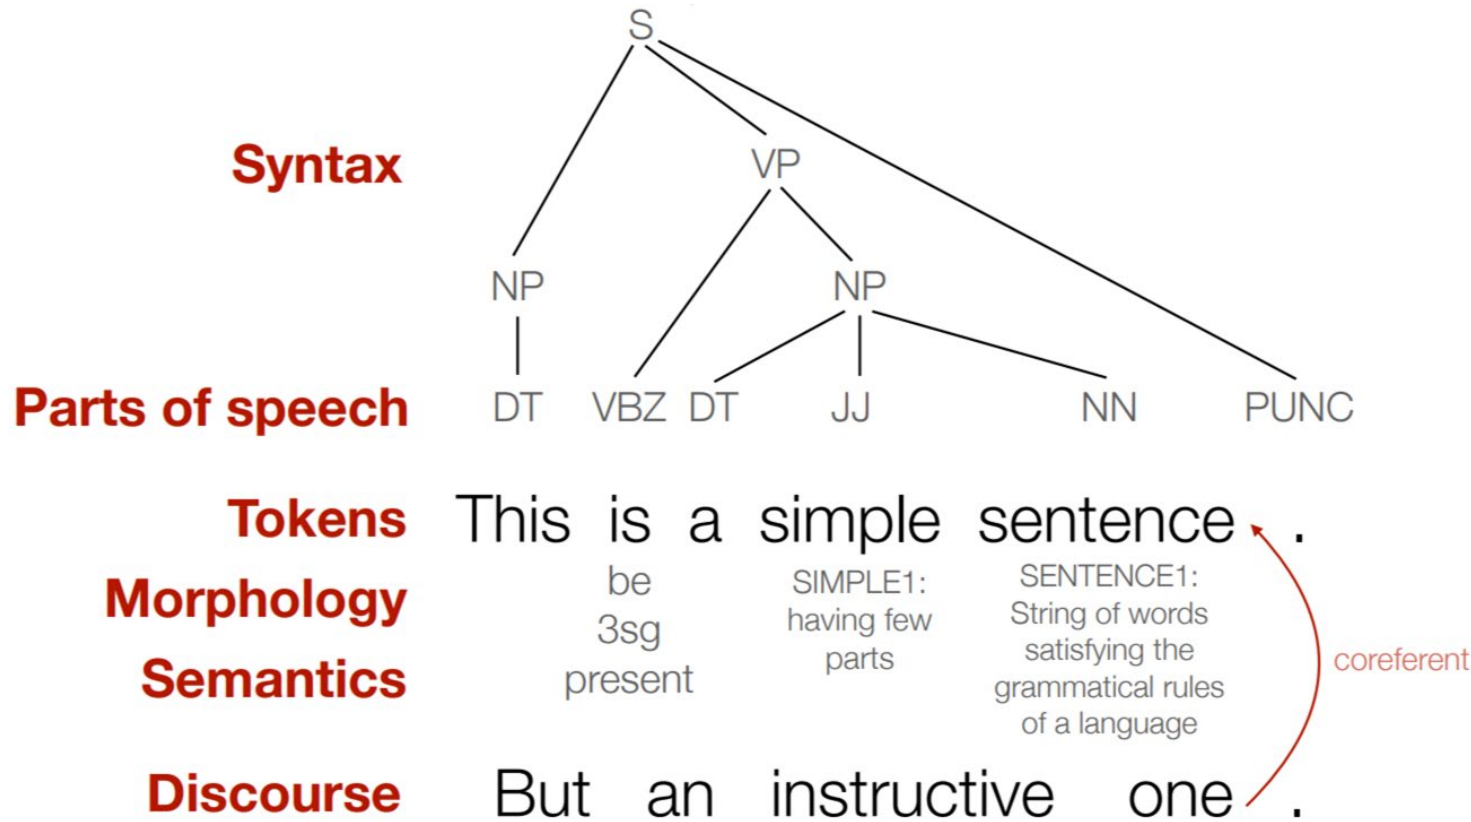 S
Syntax
VP
NP NP
Parts of speech DT VBZ DT JJ NN PUNC
Tokens This is a simple sentence .
Morphology
be
3sg
present
SIMPLE1:
having few
parts
SENTENCE1:
String of words
satisfying the
grammatical rules
of a language
coreferent
Semantics
Discourse But an instructive one .